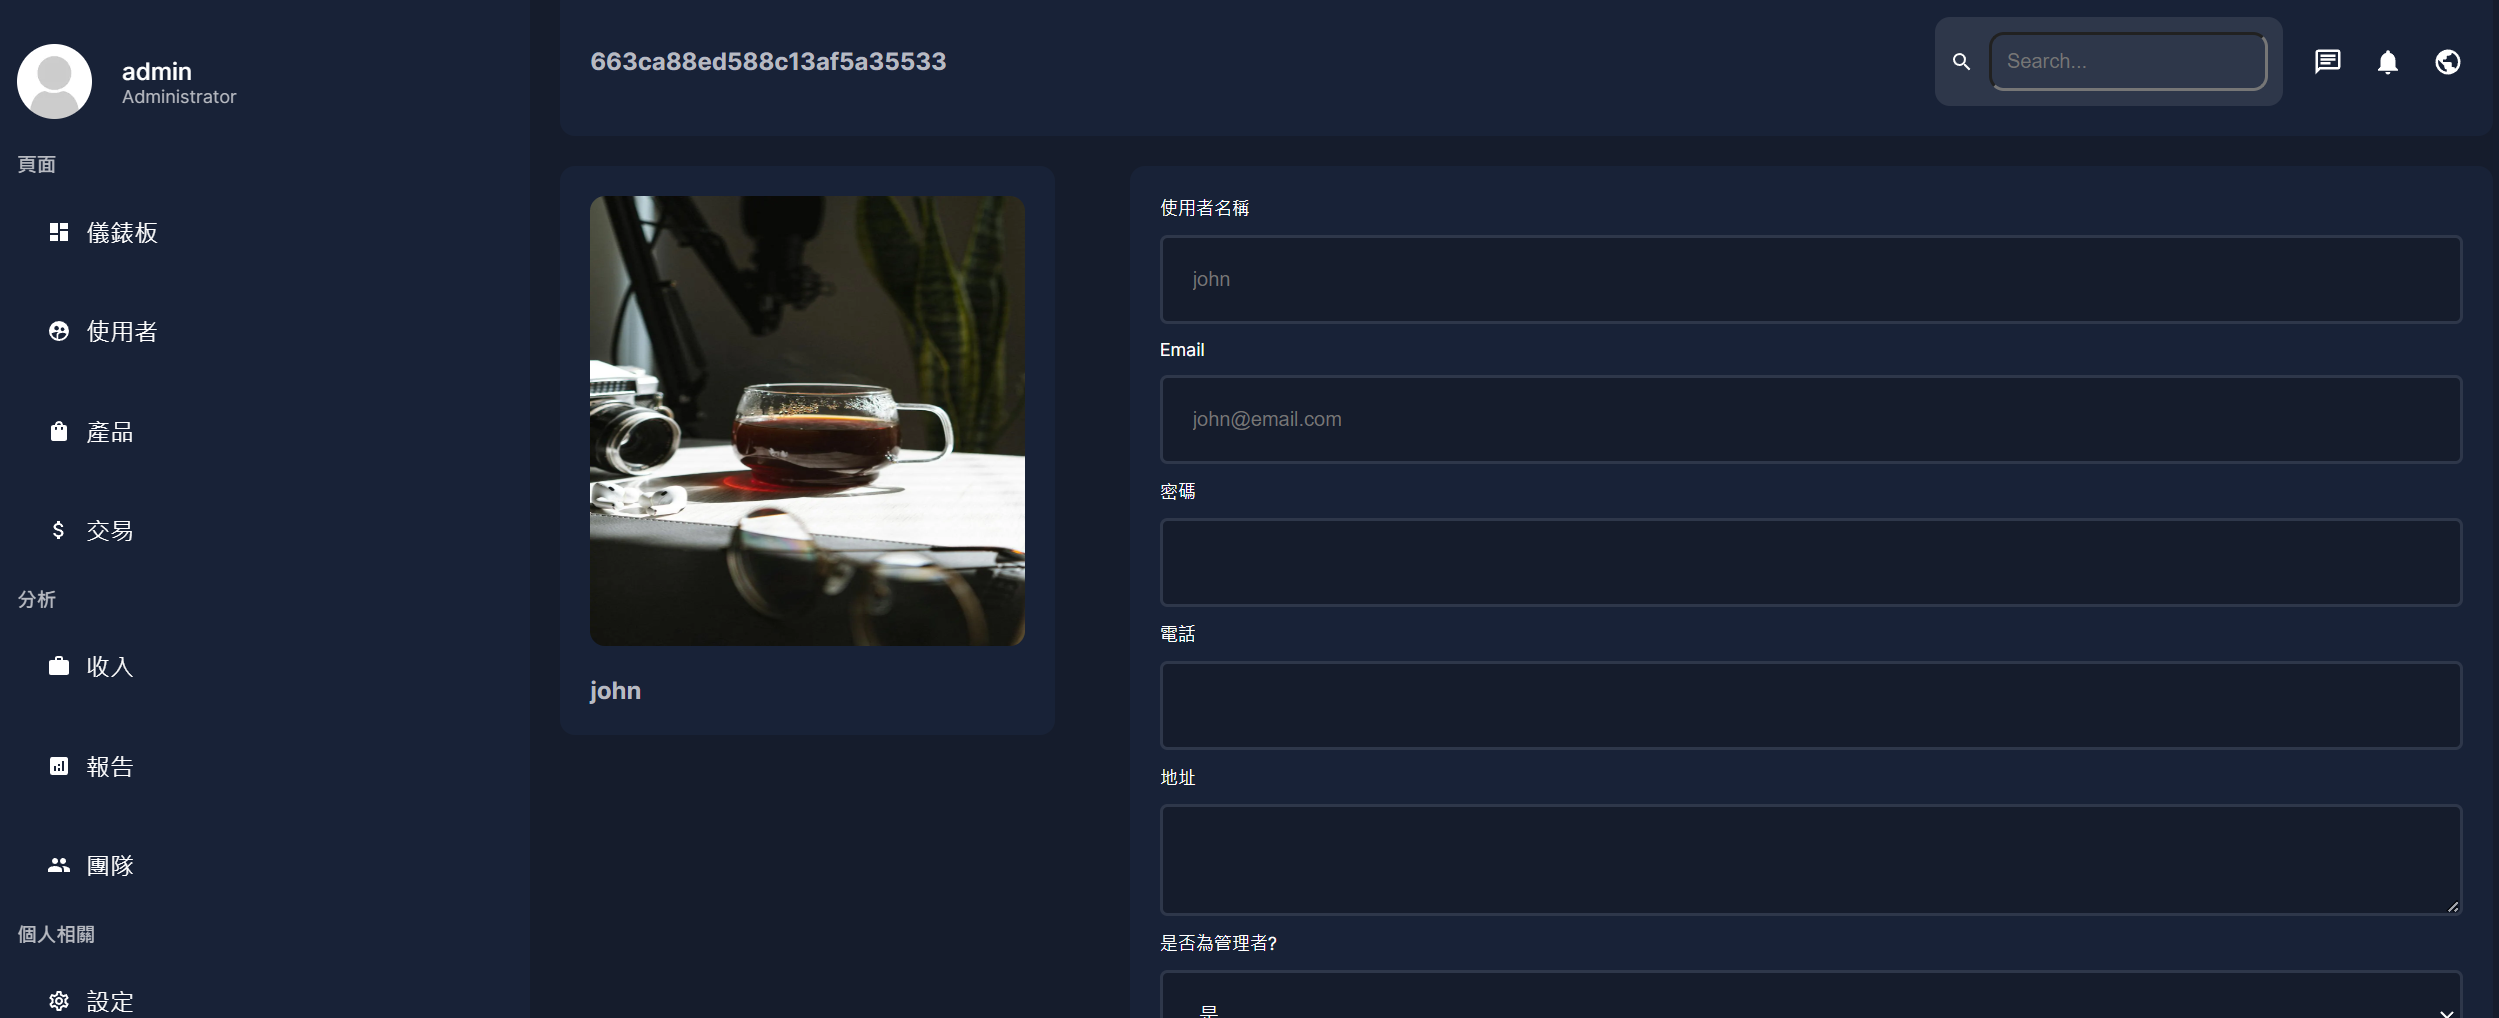 admin
Administrator
頁面
儀錶板
使用者
產品
交易
分析
收入
報告
團隊
個人相關
設定
663ca88ed588c13af5a35533
Search...
john
使用者名稱
john
Email
john@email.com
密碼
電話
地址
是否為管理者?
是